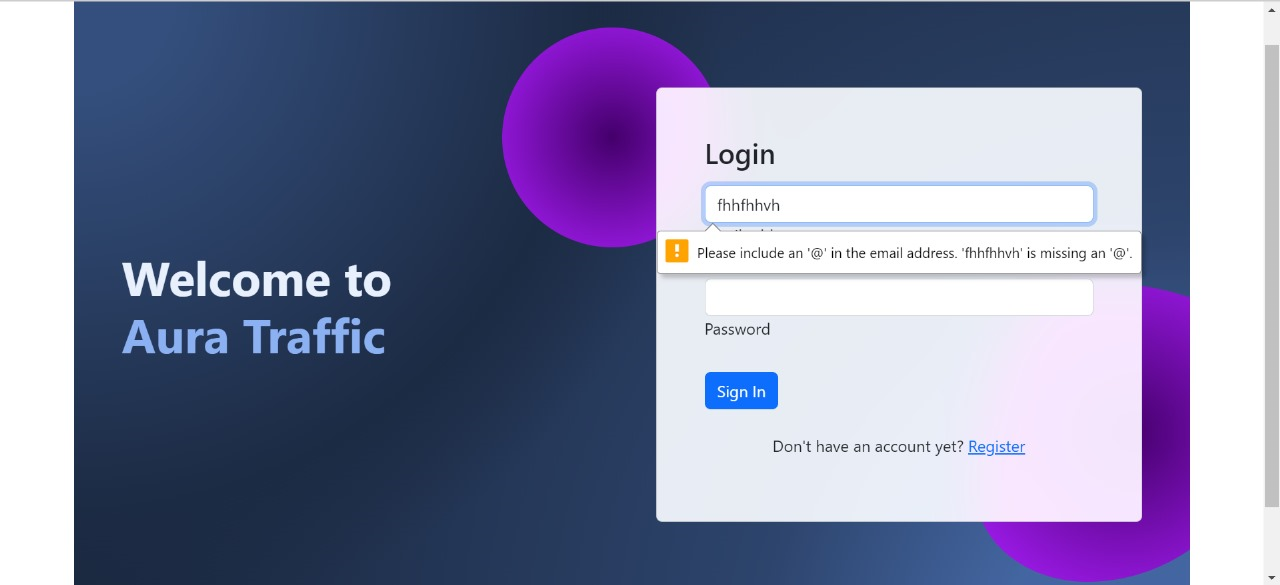 Login
fhhfhhvh
Please include an '@' in the email address. 'fhhfhhvh' is missing an '@'.
Welcome to
Aura Traffic
Password
Sign In
Don't have an account yet? Register